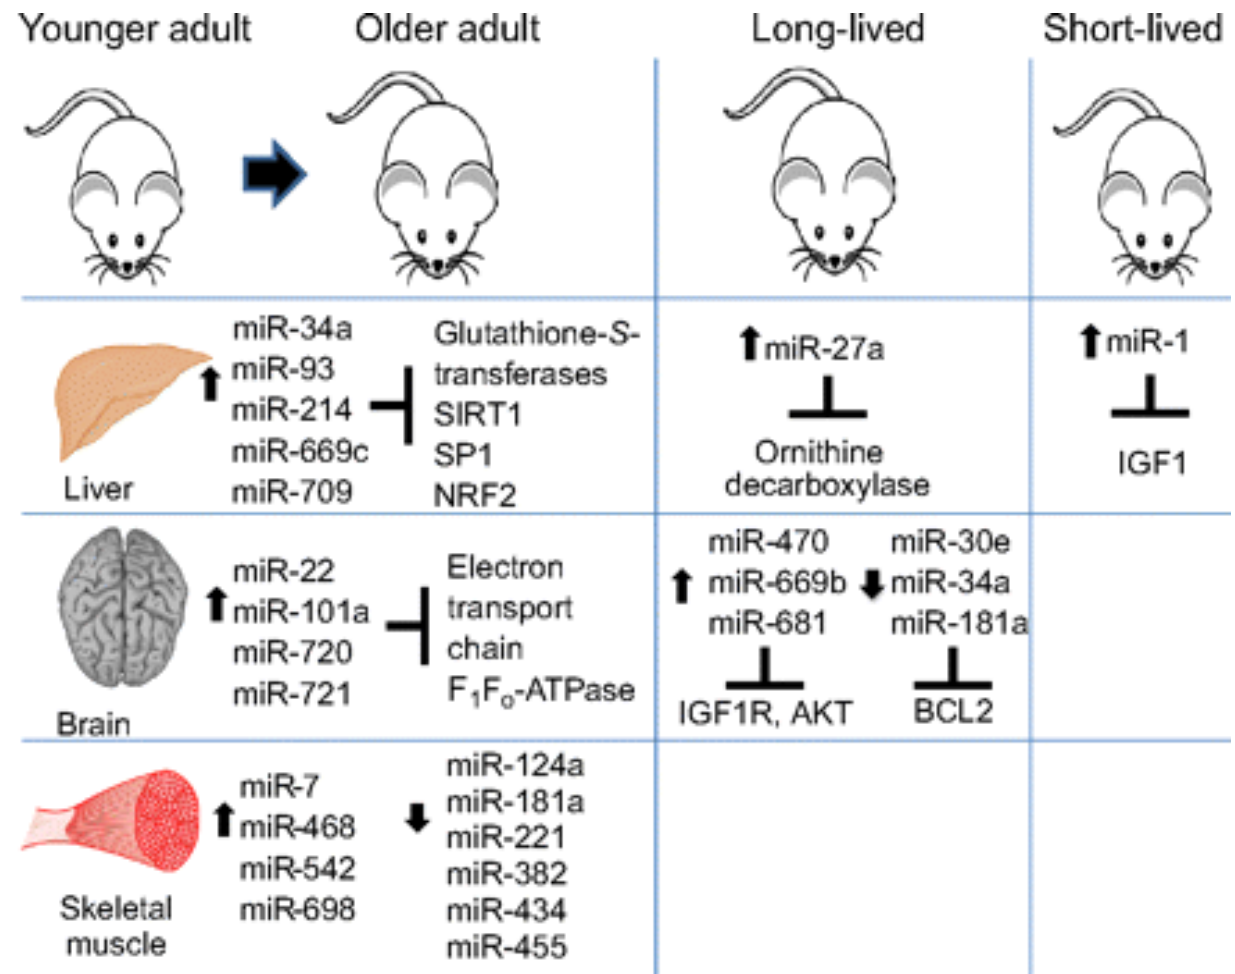 Younger adult
Older adult
Long-lived
Short-lived
miR-34a
miR-93
miR-214
miR-669c
miR-709
Liver
Glutathione-S-
transferases
SIRT1
SP1
NRF2
miR-27a
Ornithine
decarboxylase
miR-1
IGF1
miR-22
miR-101a
miR-720
miR-721
Brain
Electron
transport
chain
F₁Fₒ-ATPase
miR-470
miR-669b
miR-681
IGF1R, AKT
miR-30e
miR-34a
miR-181a
BCL2
miR-7
miR-468
miR-542
miR-698
Skeletal
muscle
miR-124a
miR-181a
miR-221
miR-382
miR-434
miR-455